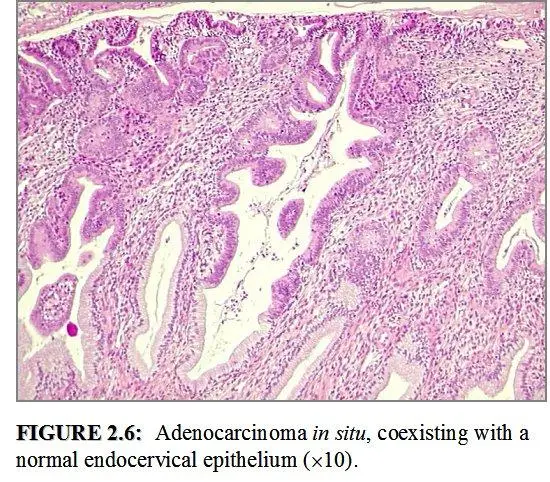 FIGURE 2.6: Adenocarcinoma in situ, coexisting with a
normal endocervical epithelium (×10).